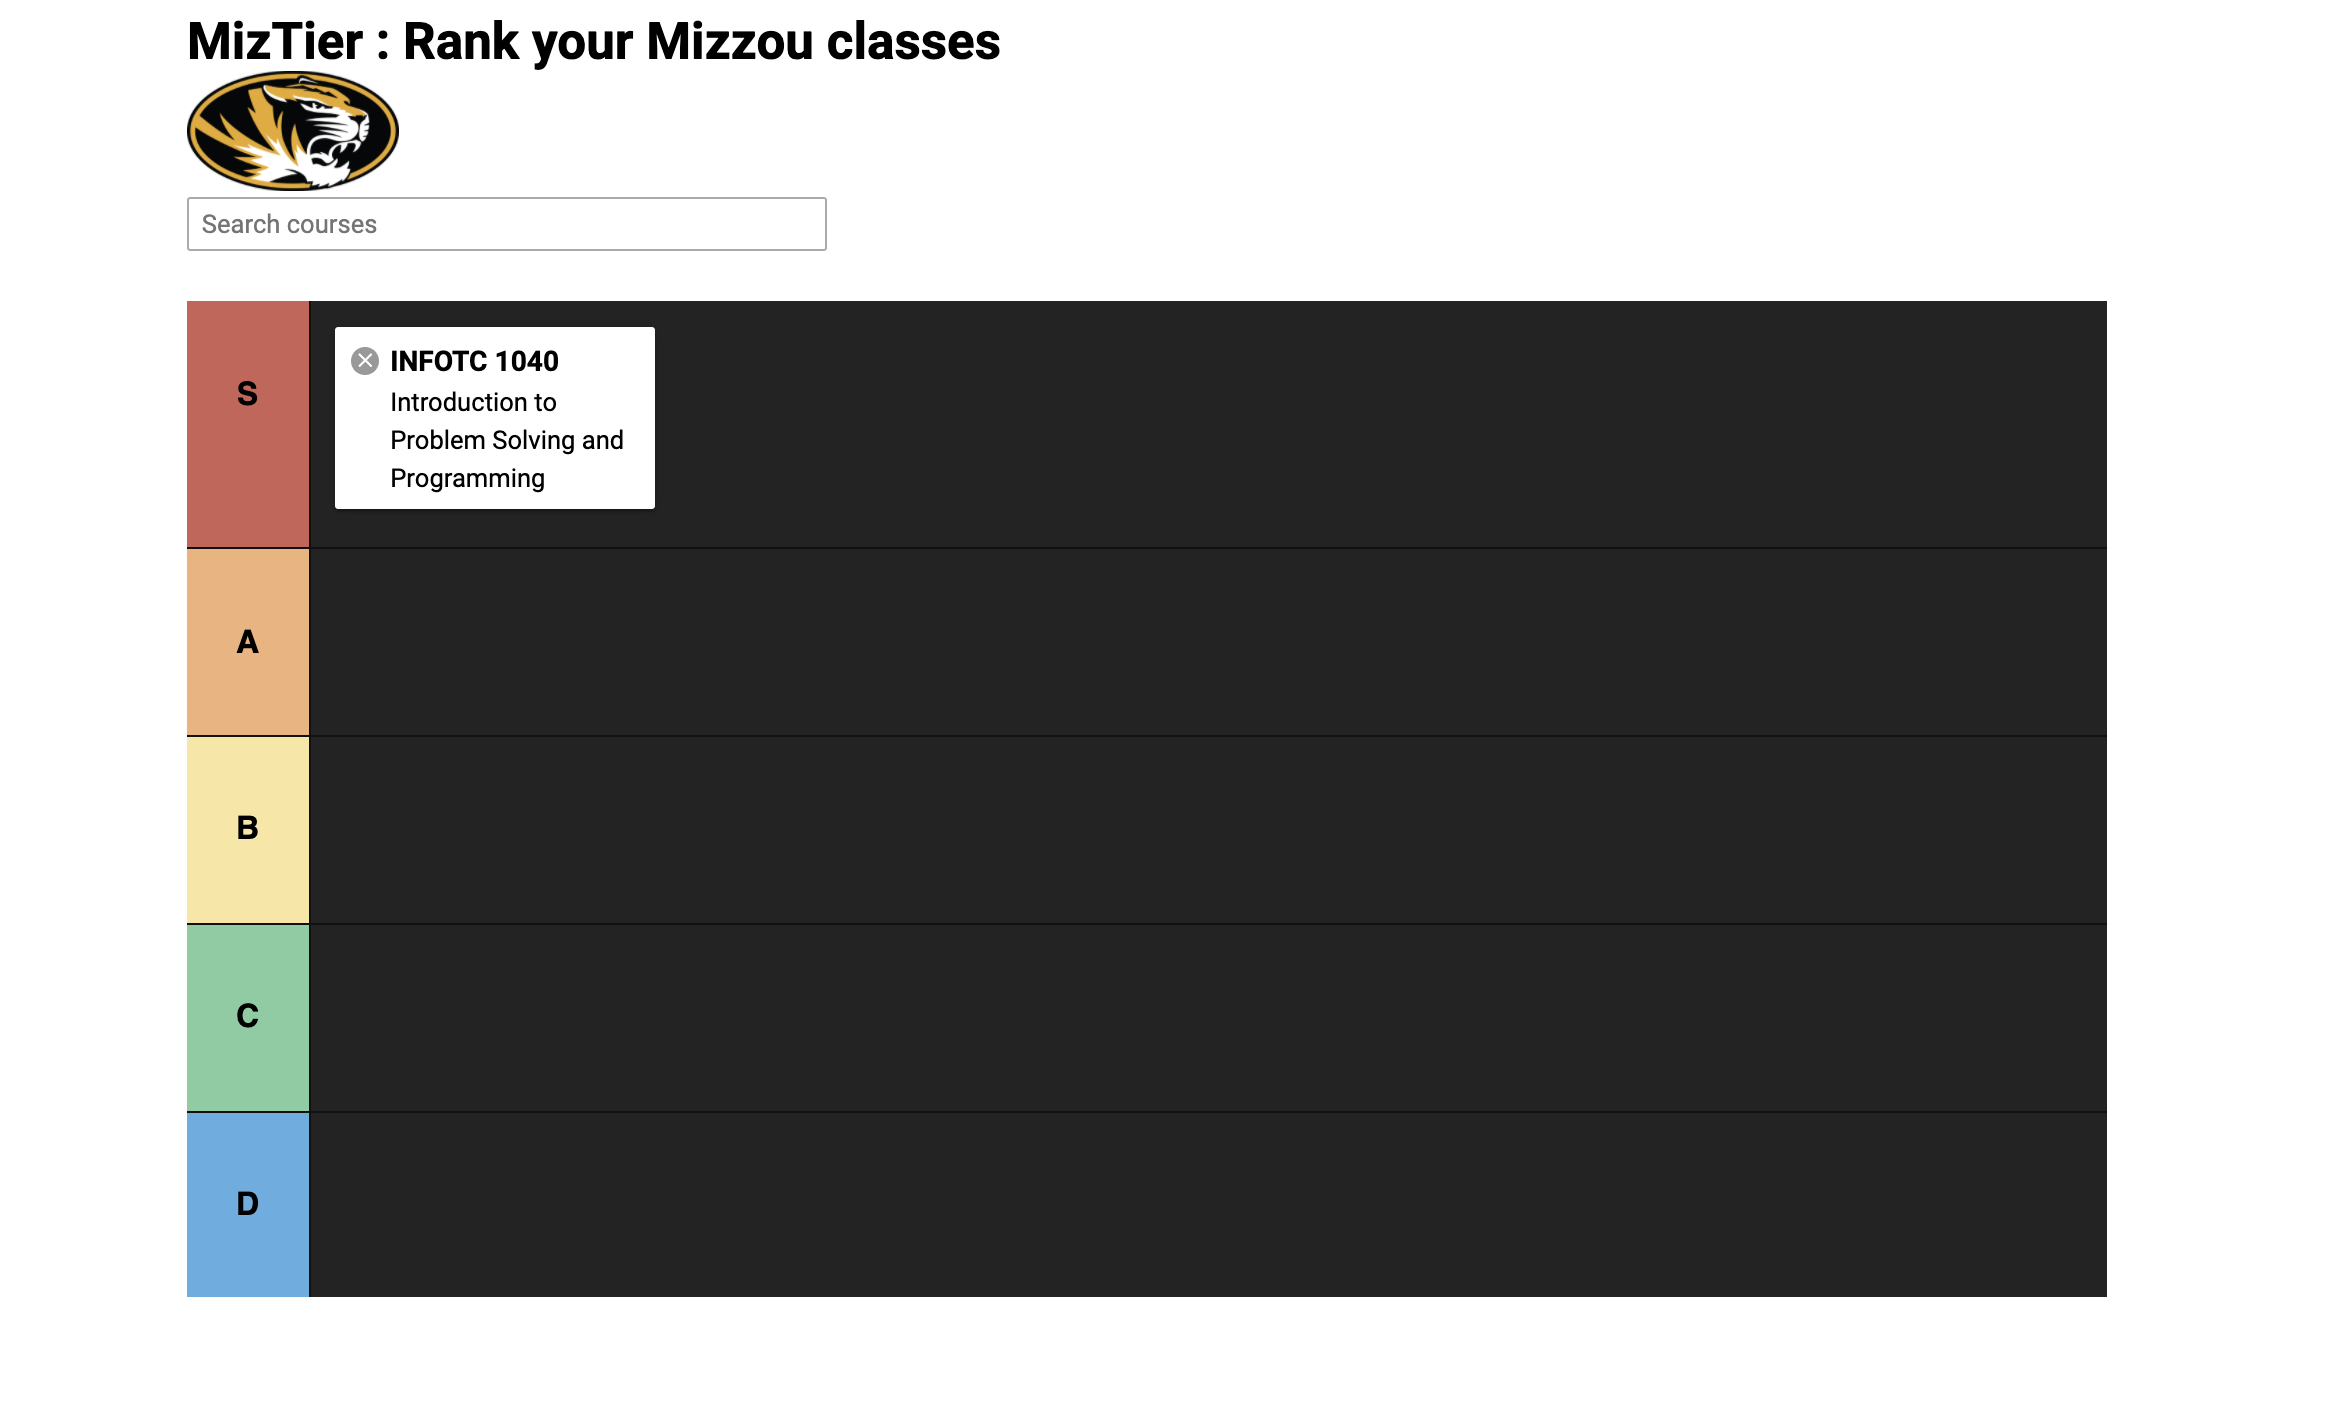 MizTier : Rank your Mizzou classes
Search courses
S
INFOTC 1040
Introduction to
Problem Solving and
Programming
A
B
C
D